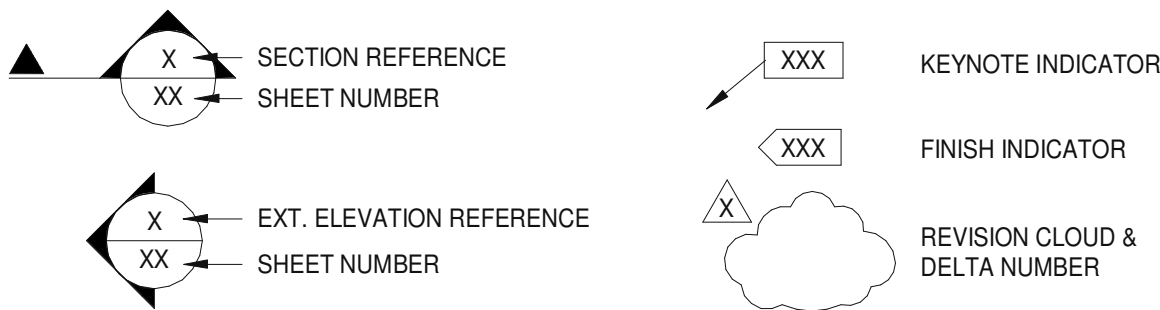 X
SECTION REFERENCE
XX
SHEET NUMBER
X
EXT. ELEVATION REFERENCE
XX
SHEET NUMBER
XXX
KEYNOTE INDICATOR
XXX
FINISH INDICATOR
X
REVISION CLOUD &
DELTA NUMBER